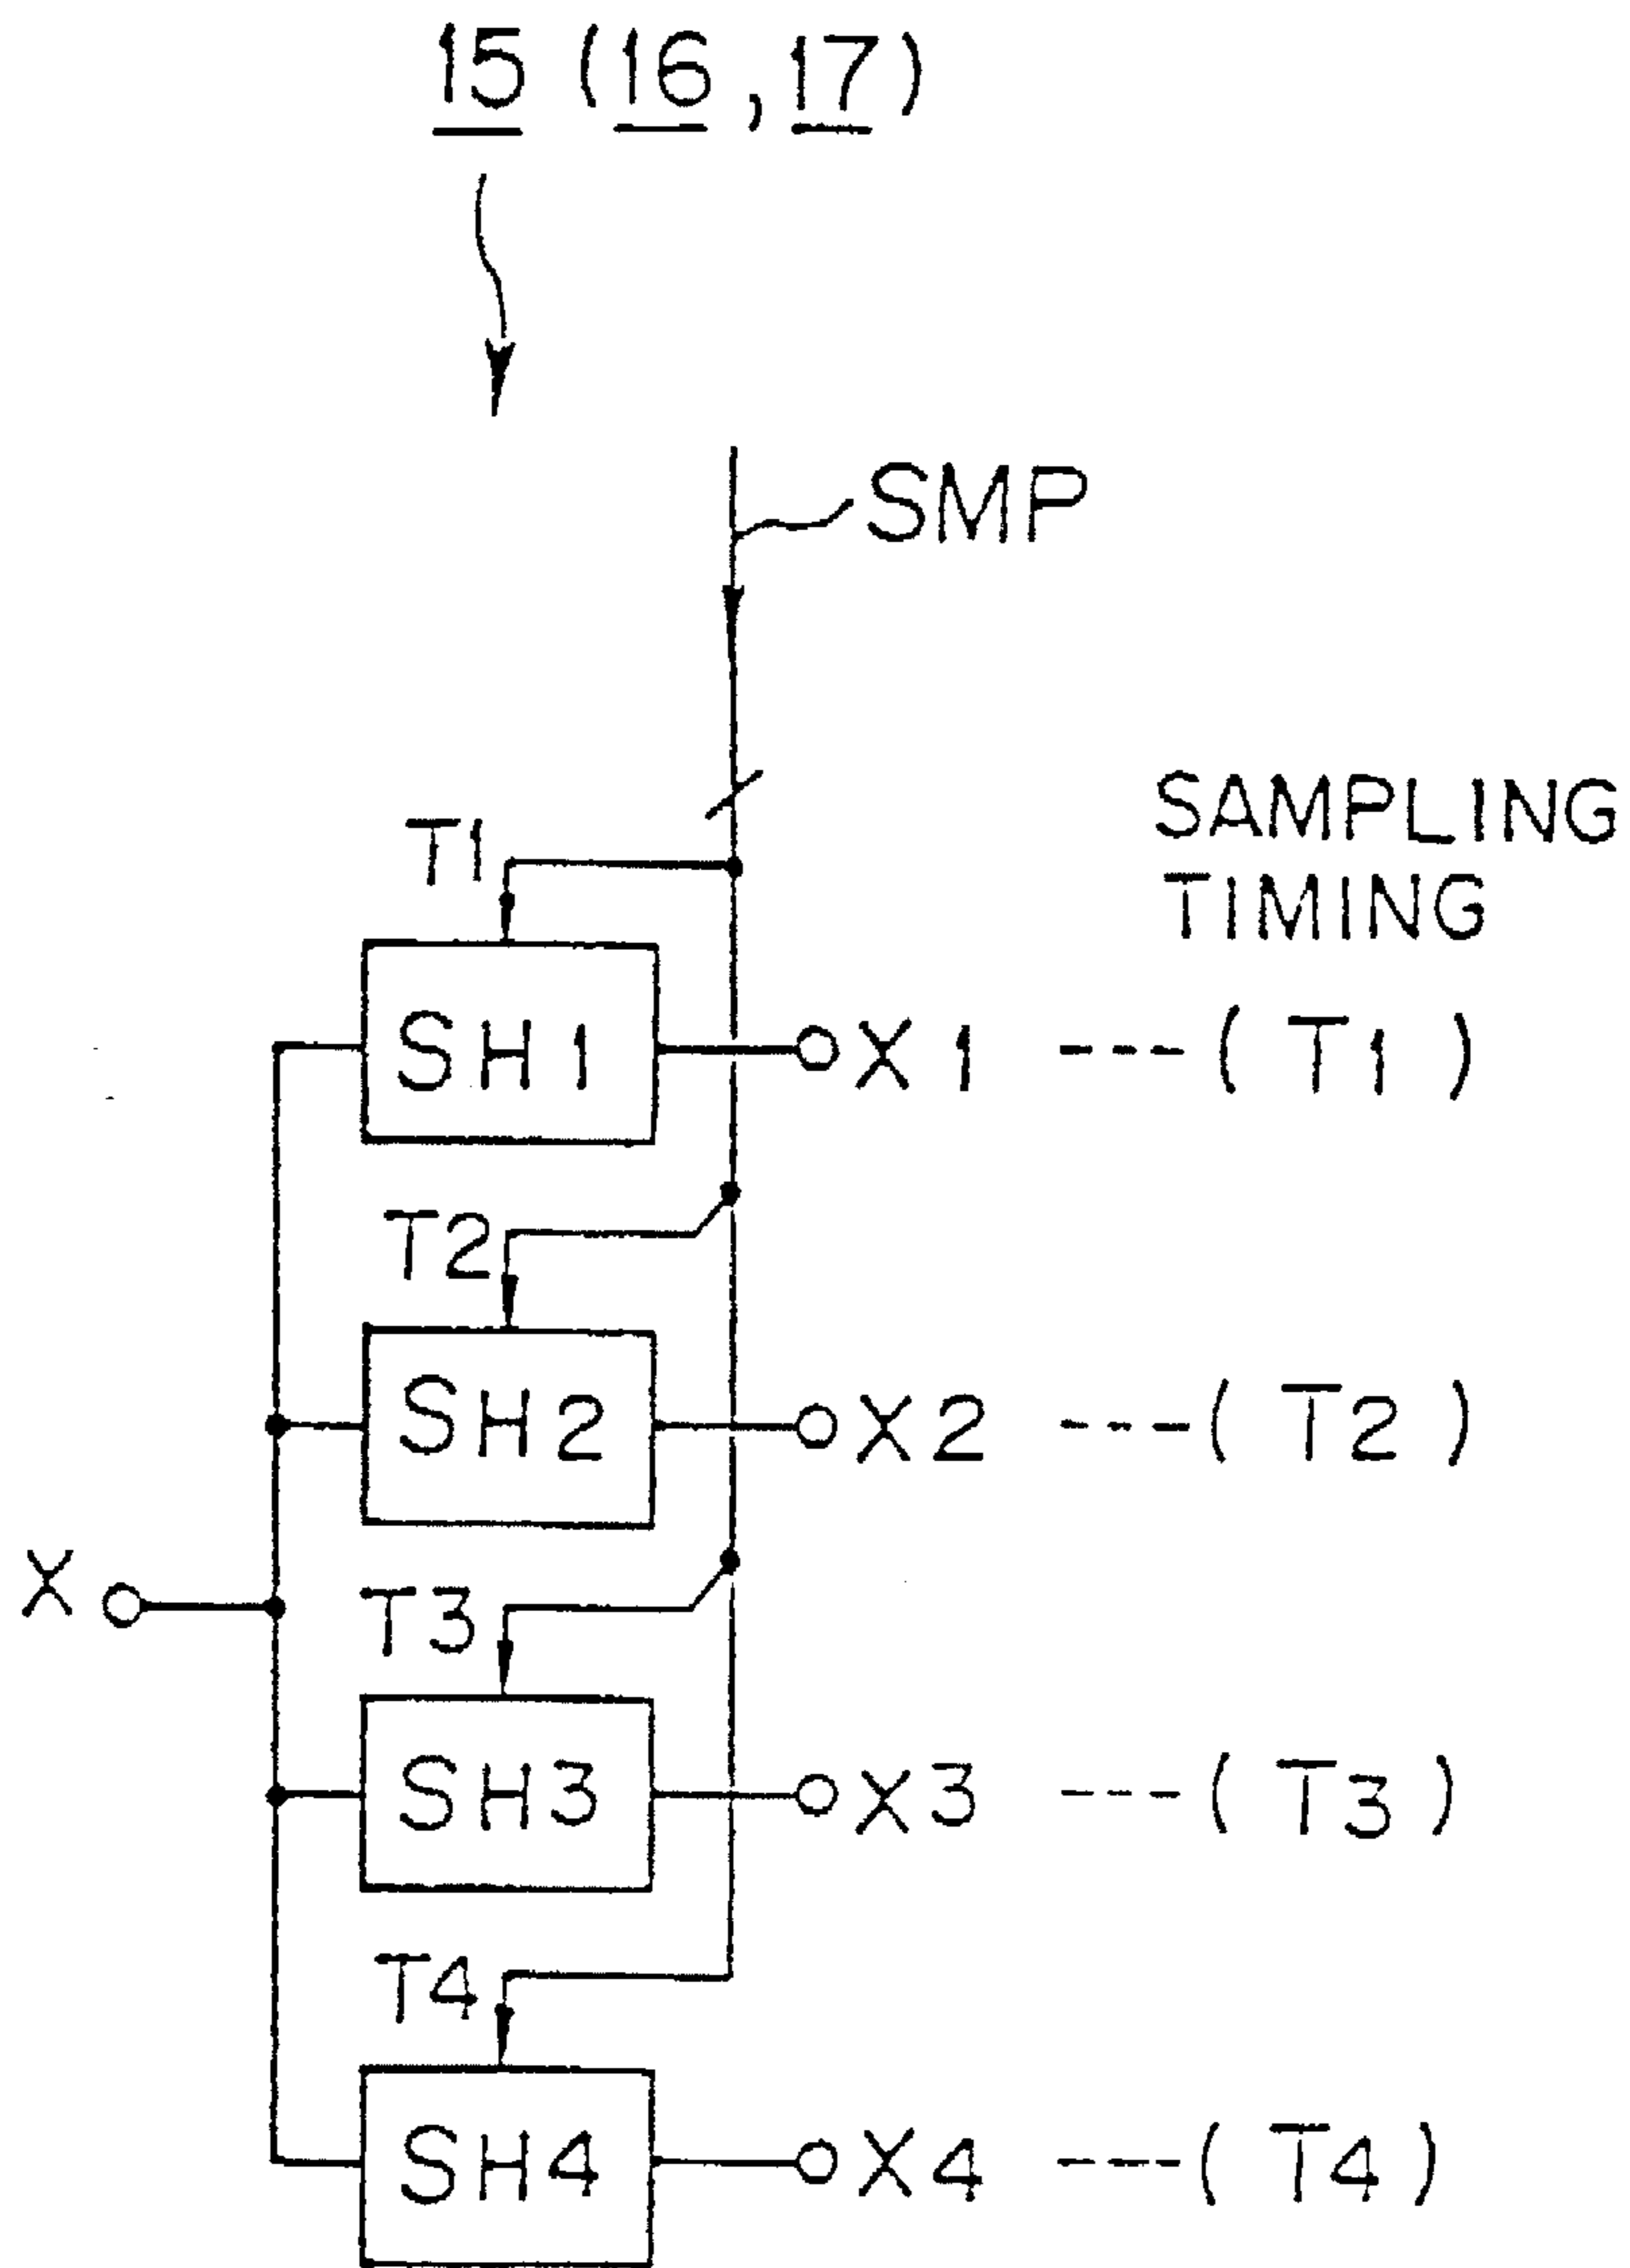 15 (16, 17)
SMP
SAMPLING
TIMING
T1
SH1
X1 --- (T1)
T2
SH2
X2 --- (T2)
X
T3
SH3
X3 --- (T3)
T4
SH4
X4 --- (T4)